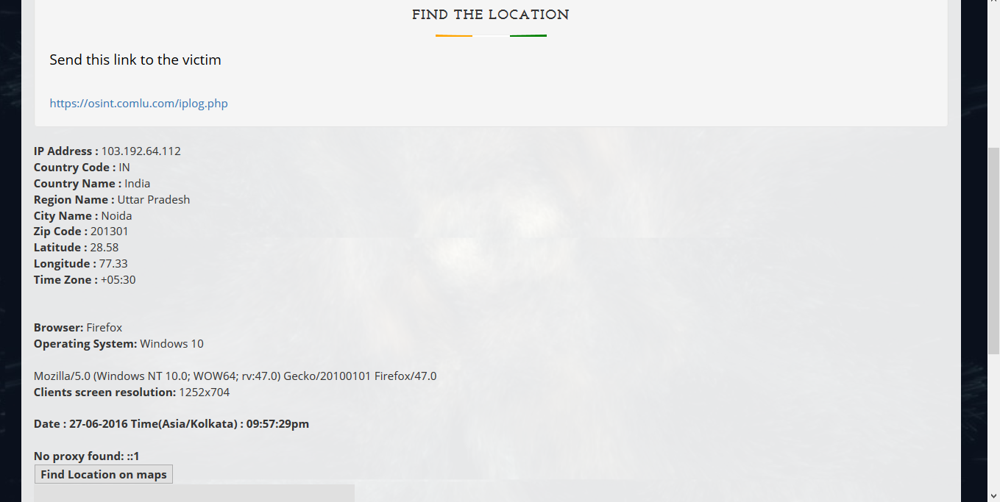 FIND THE LOCATION
Send this link to the victim
https://osint.comlu.com/iplog.php
IP Address : 103.192.64.112
Country Code : IN
Country Name : India
Region Name : Uttar Pradesh
City Name : Noida
Zip Code : 201301
Latitude : 28.58
Longitude : 77.33
Time Zone : +05:30
Browser: Firefox
Operating System: Windows 10
Mozilla/5.0 (Windows NT 10.0; WOW64; rv:47.0) Gecko/20100101 Firefox/47.0
Clients screen resolution: 1252x704
Date : 27-06-2016 Time(Asia/Kolkata) : 09:57:29pm
No proxy found: ::1
Find Location on maps